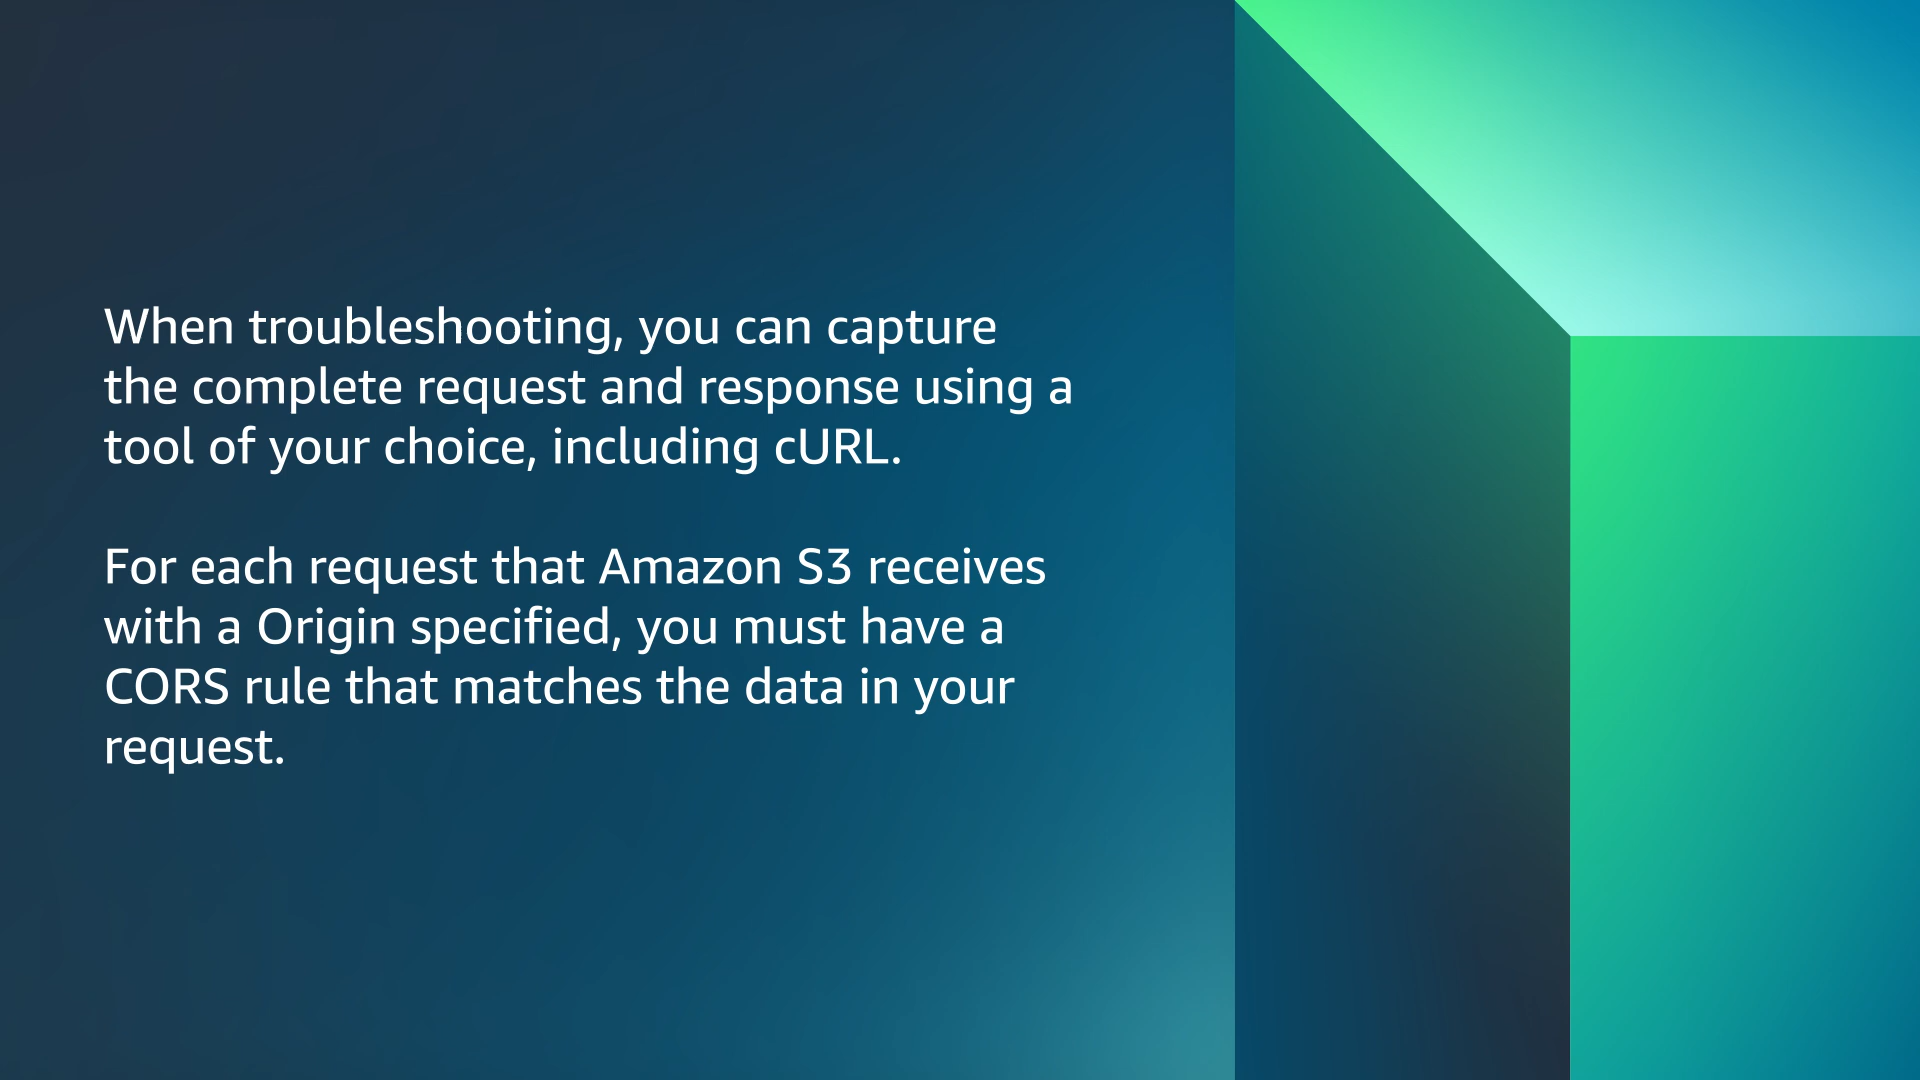 When troubleshooting, you can capture
the complete request and response using a
tool of your choice, including cURL.
For each request that Amazon S3 receives
with a Origin specified, you must have a
CORS rule that matches the data in your
request.